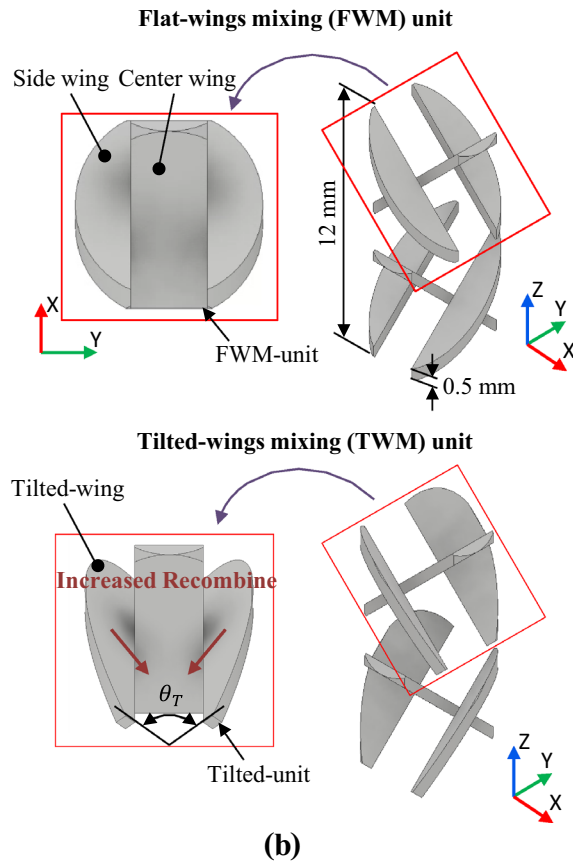 Flat-wings mixing (FWM) unit
Side wing Center wing
12 mm
X
Y
FWM-unit
Z
Y
X
0.5 mm
Tilted-wings mixing (TWM) unit
Tilted-wing
Increased Recombine
θ_T
Tilted-unit
Z
Y
X
(b)